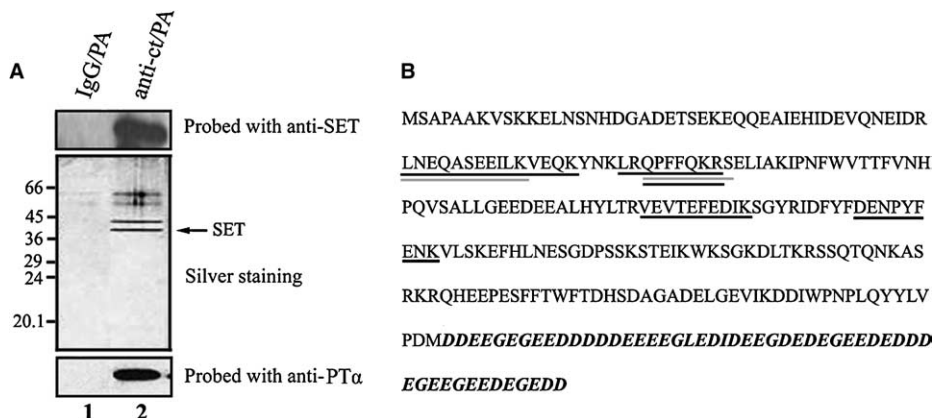 A
IgG/PA
anti-ct/PA
Probed with anti-SET
66
45
36
29
24
20.1
SET
Silver staining
Probed with anti-PTα
1 2
B
MSAPAAKVSKKELNSNHDGADETSEKEQQEAIEHIDEVQNEIDR
LNEQASEEILKVEQKYNKLRQPFFQKRSELIAKIPNFWVTTFVNH
PQVSALLGEEDEEALHYLTRVEVTEFEDIKSGYRIDFYFDENPYF
ENKVLSKEFHLNESGDPSSKSTEIKWKSGKDLTKRSSQTQNKAS
RKRQHEEPESFFTWFTDHSDAGADELGEVIKDDIWPNPLQYYLV
PDMDDEEGEGEEDDDDDEEEEGLEDIDEEGDEDEGEEDEDDD
EGEEGEEDEGEDD